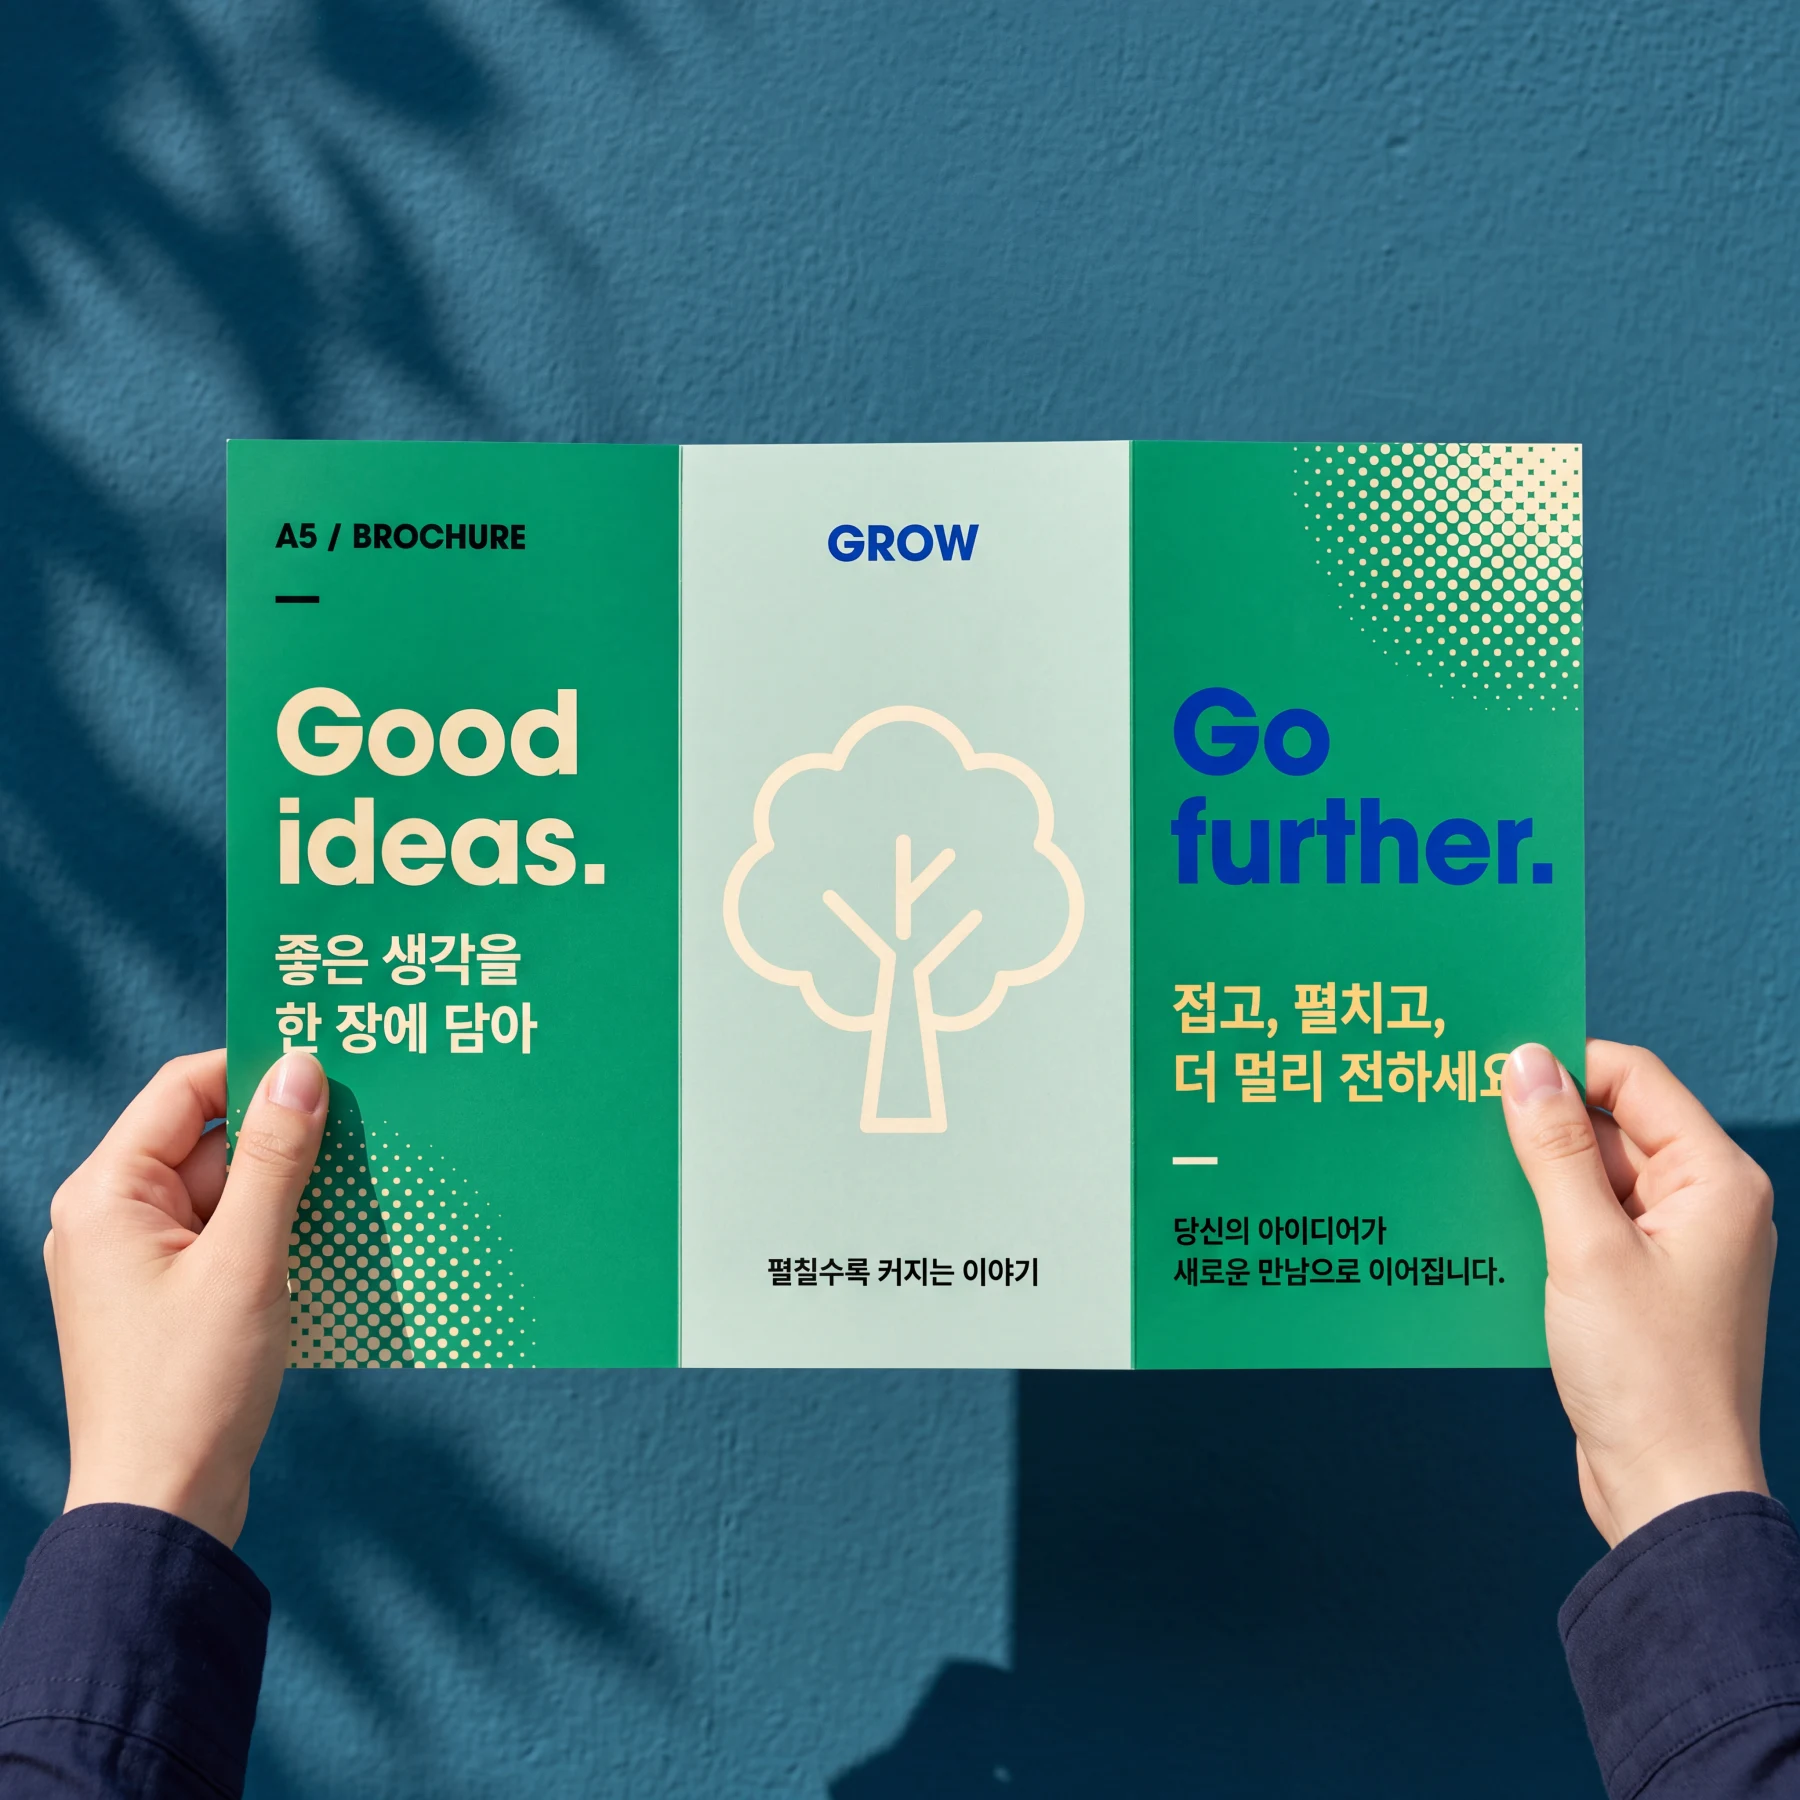 A5 / BROCHURE
Good
ideas.
좋은 생각을
한 장에 담아
GROW
펼칠수록 커지는 이야기
Go
further.
접고, 펼치고,
더 멀리 전하세요
당신의 아이디어가
새로운 만남으로 이어집니다.